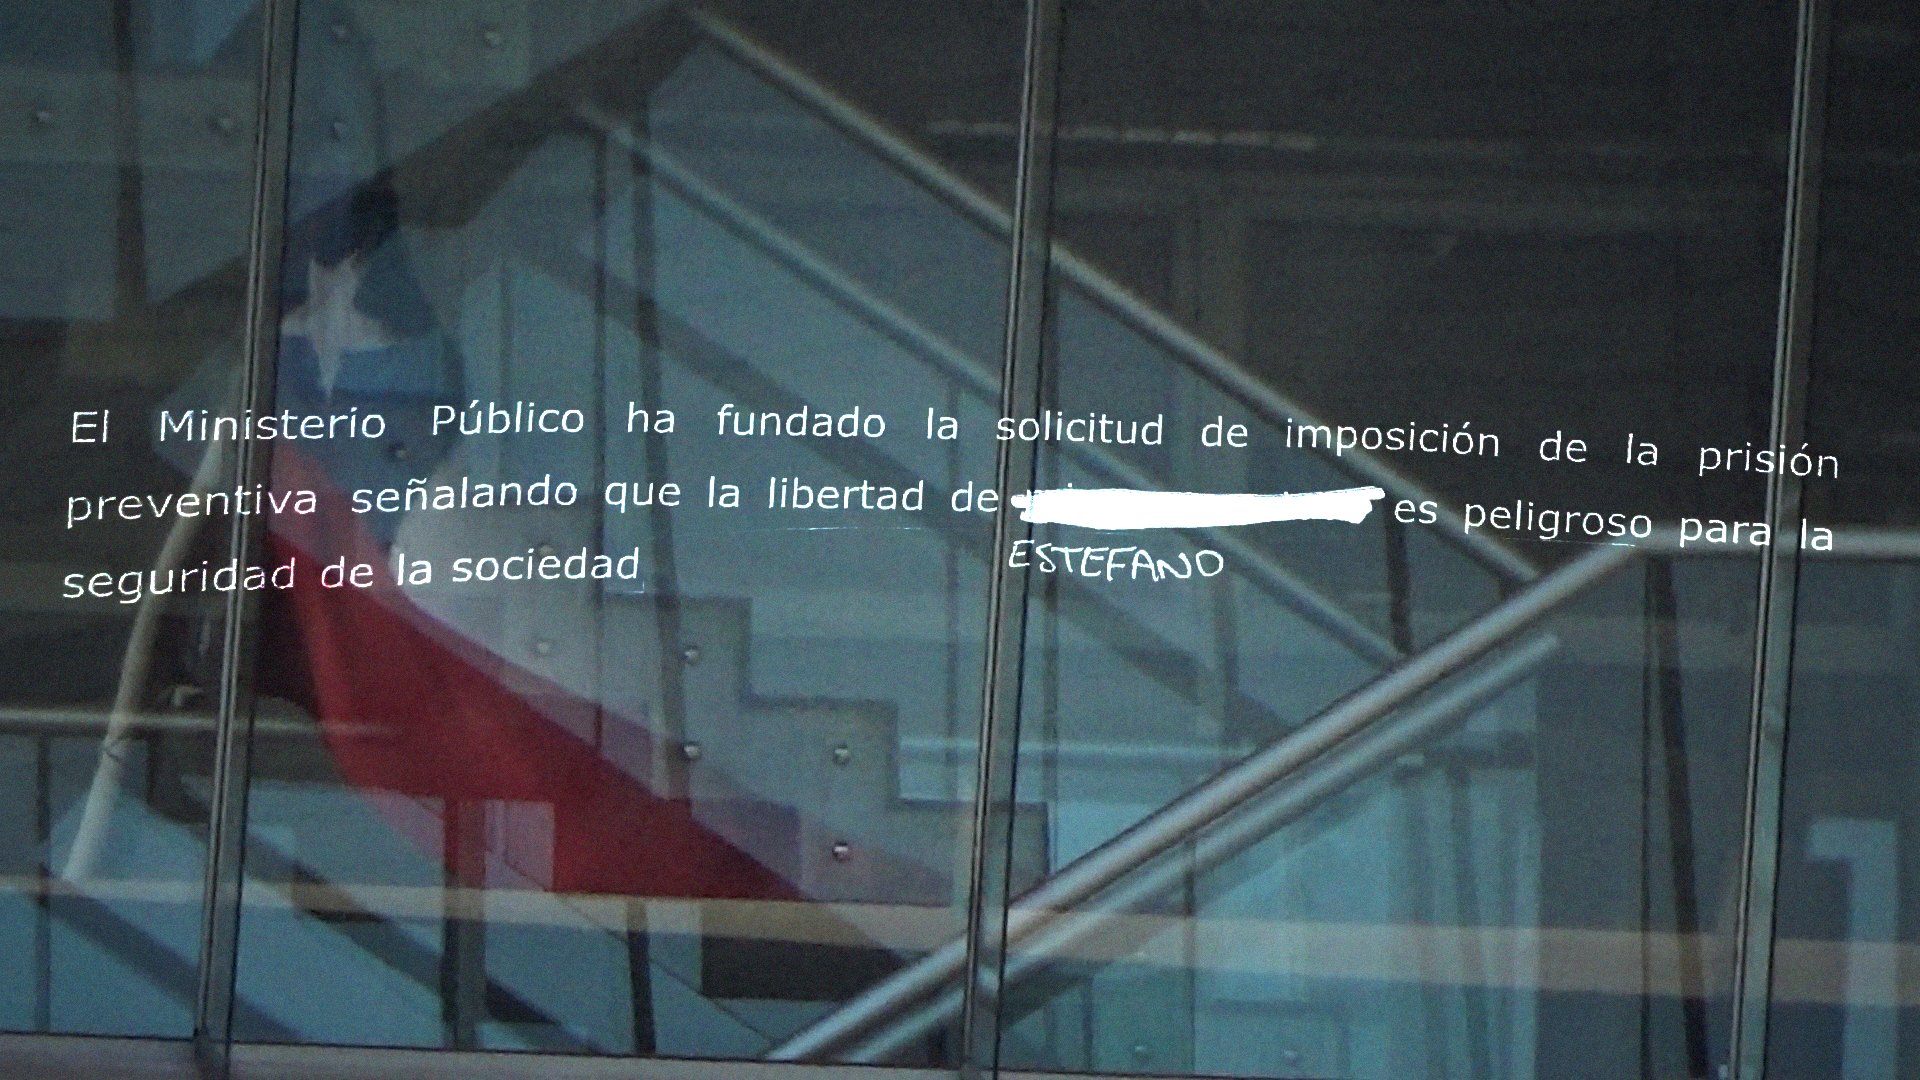 El Ministerio Público ha fundado la solicitud de imposición de la prisión
preventiva señalando que la libertad de es peligroso para la
seguridad de la sociedad
ESTEFANO
1